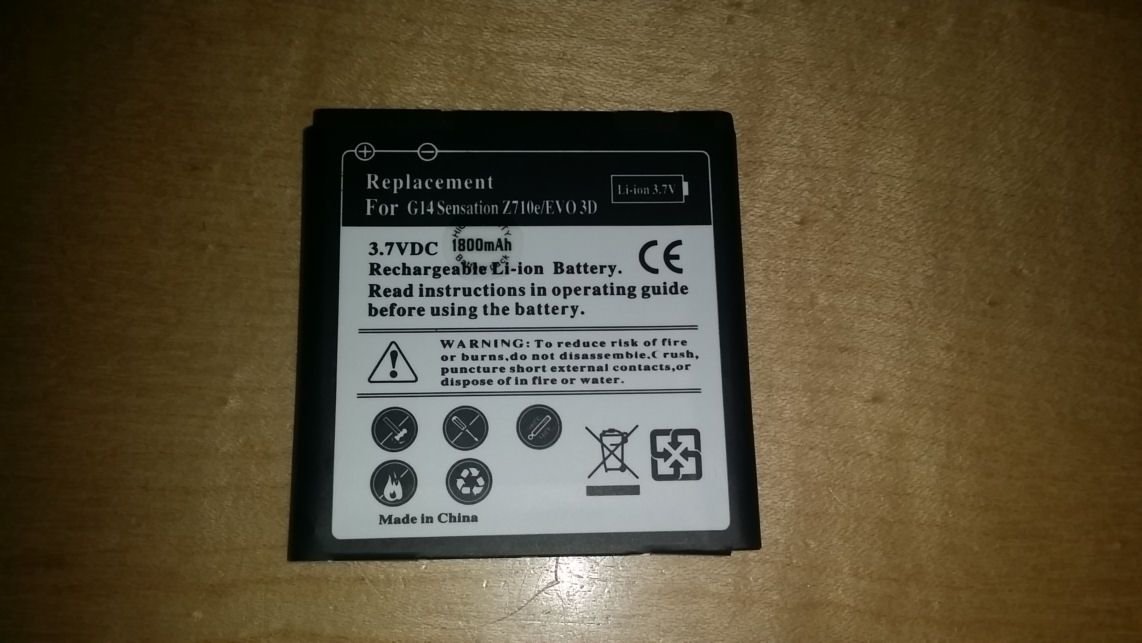 Replacement
For G14 Sensation Z710e/EVO 3D
Li-ion 3.7V
3.7VDC 1800mAh
Rechargeable Li-ion Battery.
Read instructions in operating guide
before using the battery.
WARNING: To reduce risk of fire
or burns,do not disassemble.Crush,
puncture short external contacts,or
dispose of in fire or water.
Made in China